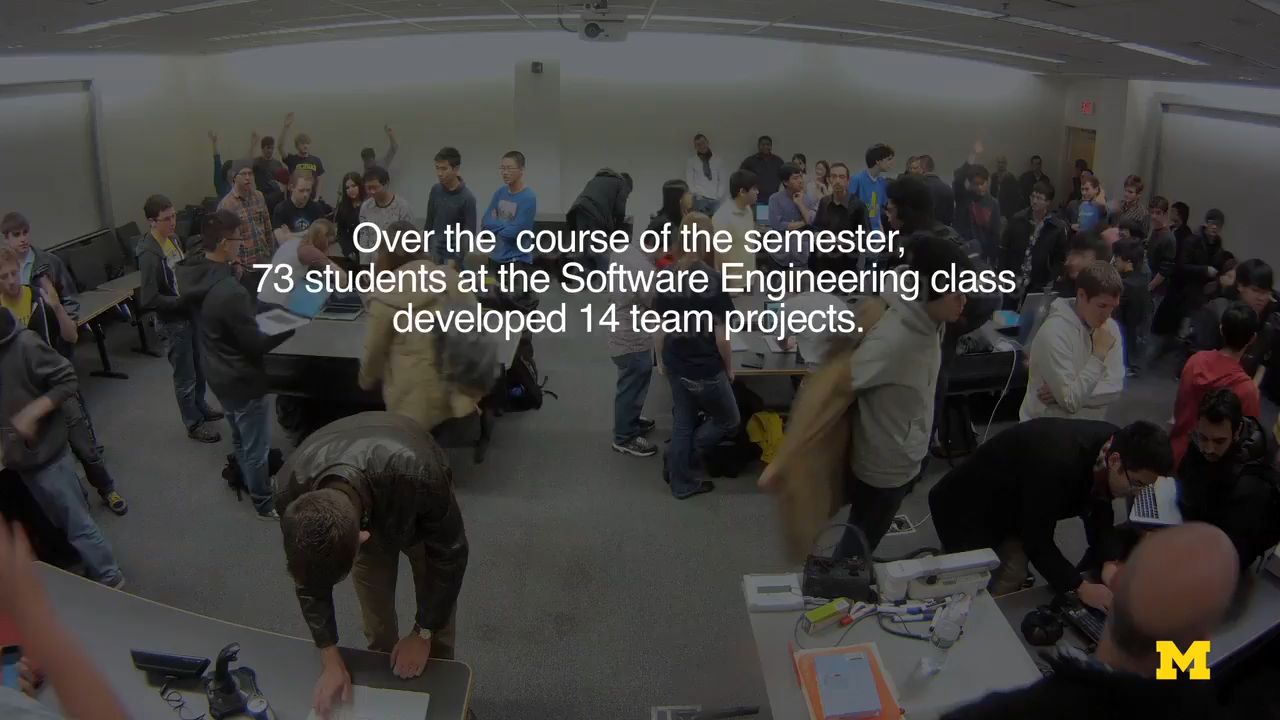 Over the  course of the semester,
73 students at the Software Engineering class
developed 14 team projects.
M